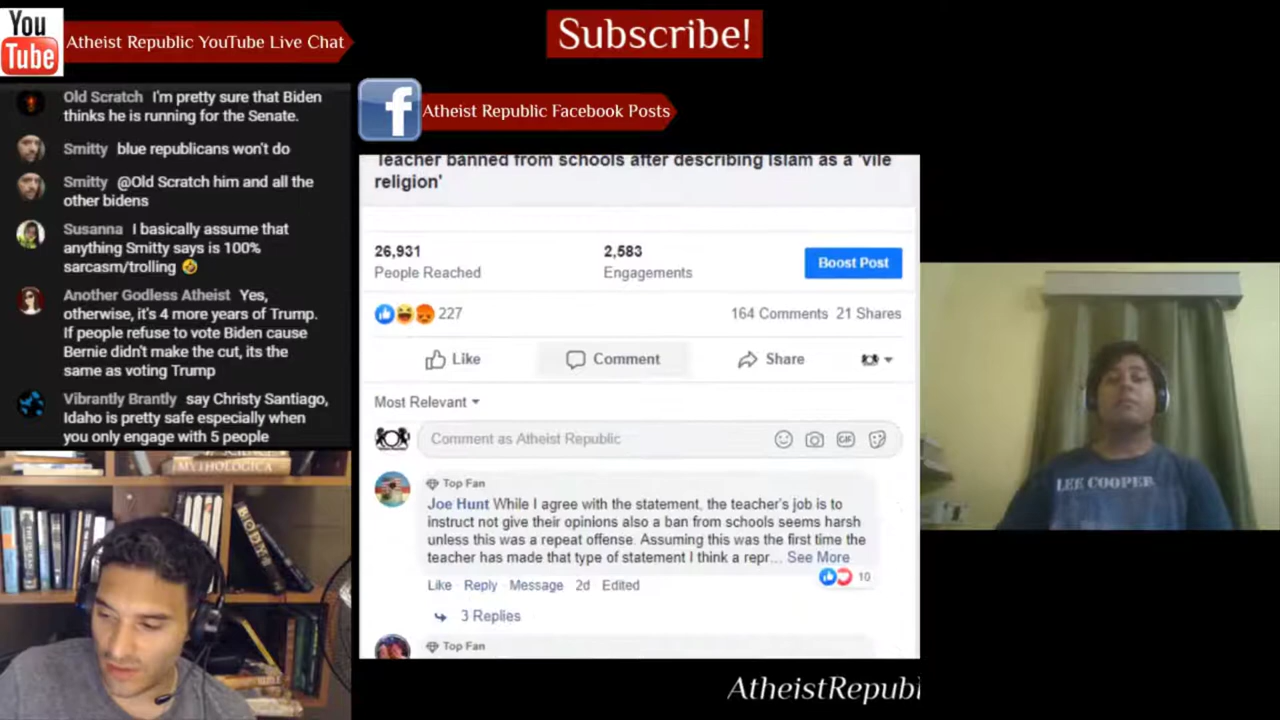 You
Tube
Atheist Republic YouTube Live Chat
Subscribe!
Old Scratch I'm pretty sure that Biden
thinks he is running for the Senate.
Smitty blue republicans won't do
Smitty @Old Scratch him and all the
other bidens
Susanna I basically assume that
anything Smitty says is 100%
sarcasm/trolling 🤣
Another Godless Atheist Yes,
otherwise, it's 4 more years of Trump.
If people refuse to vote Biden cause
Bernie didn't make the cut, its the
same as voting Trump
Vibrantly Brantly say Christy Santiago,
Idaho is pretty safe especially when
you only engage with 5 people
f
Atheist Republic Facebook Posts
Teacher banned from schools after describing Islam as a 'vile
religion'
26,931
People Reached
2,583
Engagements
Boost Post
227
164 Comments 21 Shares
Like
Comment
Share
Most Relevant
Comment as Atheist Republic
GIF
Top Fan
Joe Hunt While I agree with the statement, the teacher's job is to
instruct not give their opinions also a ban from schools seems harsh
unless this was a repeat offense. Assuming this was the first time the
teacher has made that type of statement I think a repr... See More
10
Like Reply Message 2d Edited
3 Replies
Top Fan
AtheistRepubl
MYTHOLOGICA
LEE COOPER